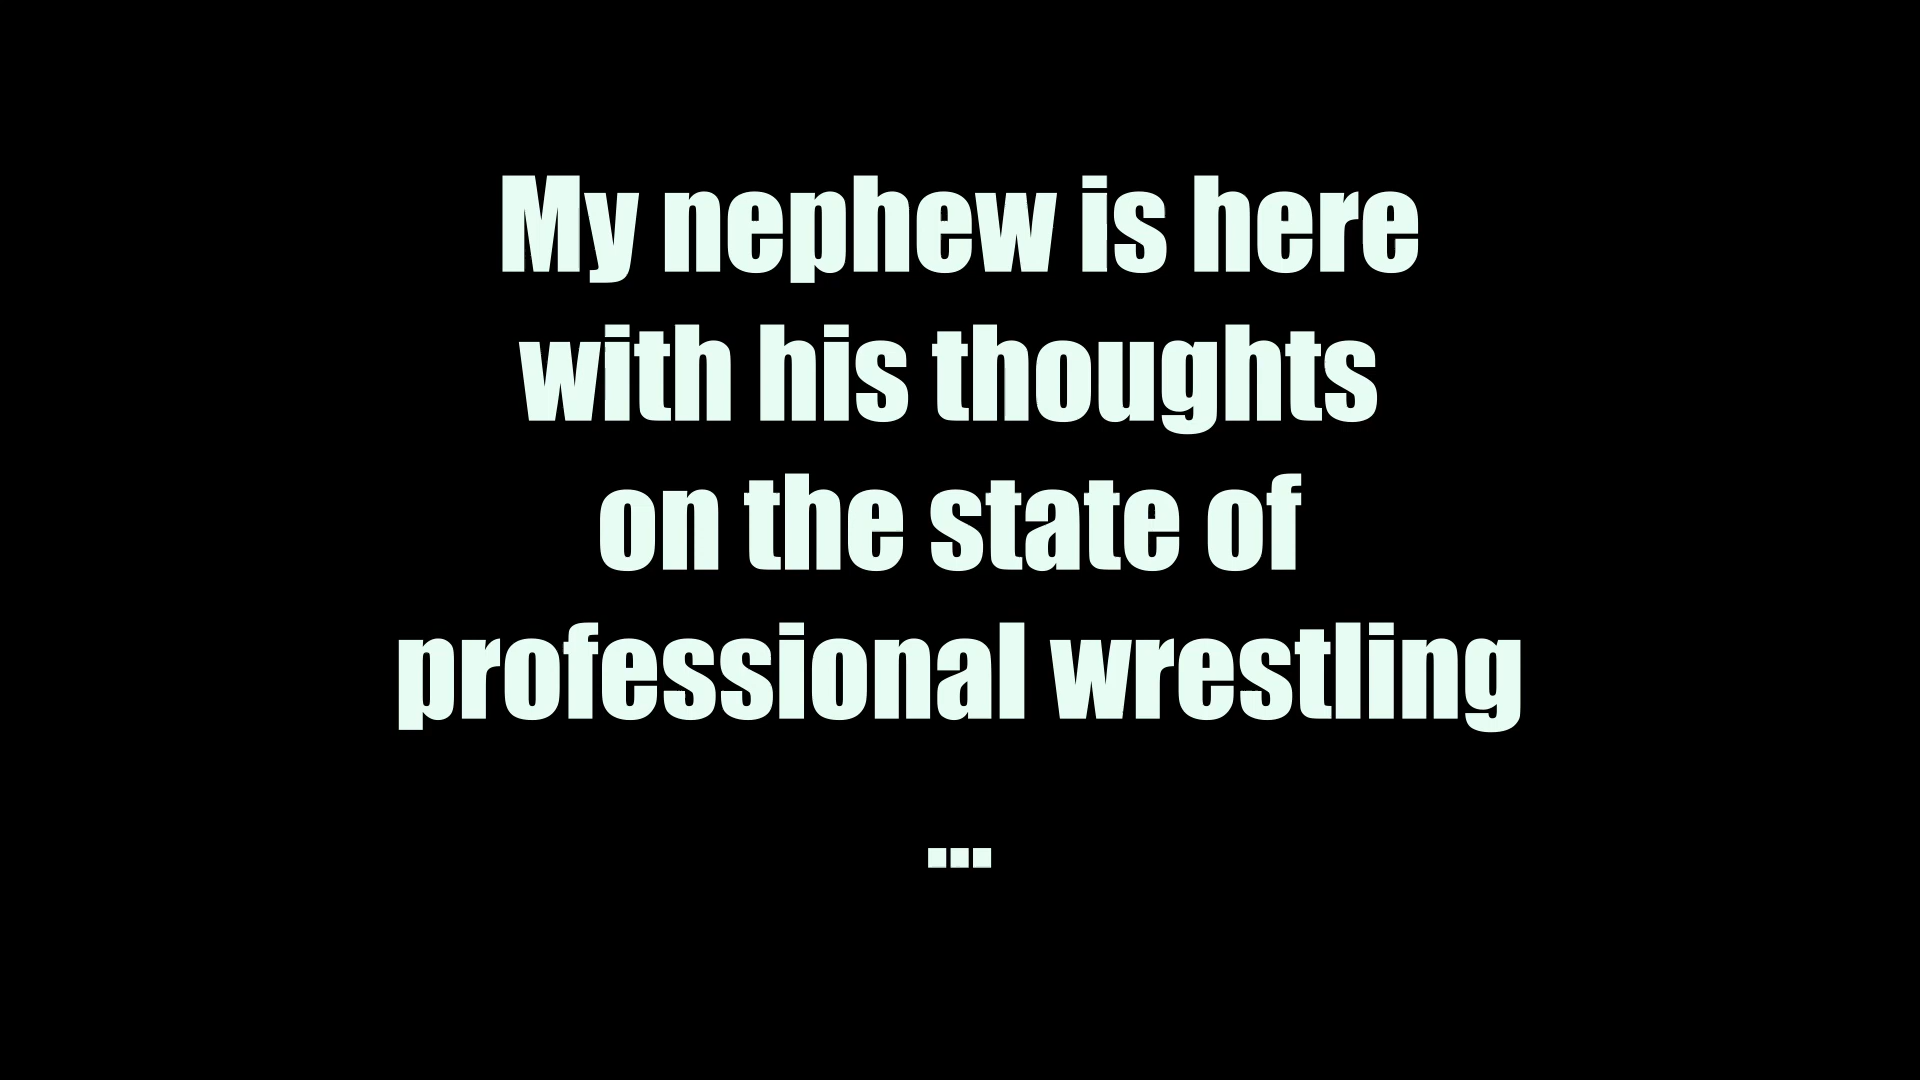 My nephew is here
with his thoughts
on the state of
professional wrestling
...